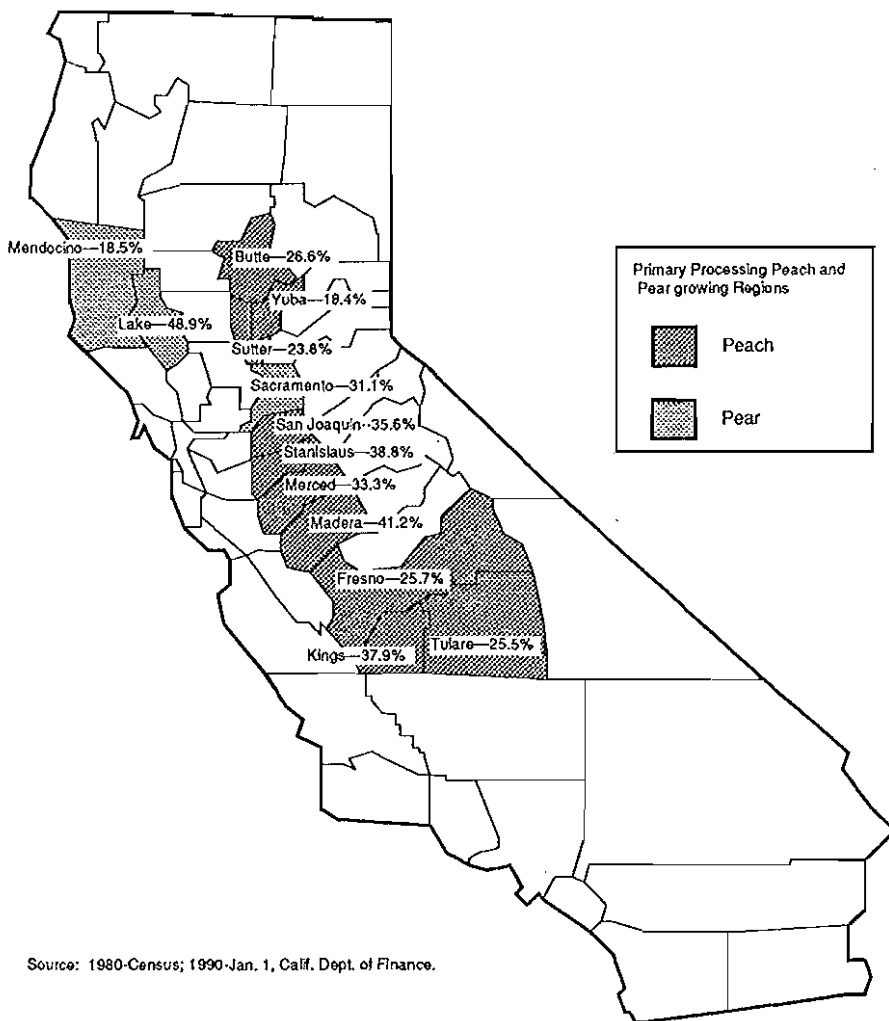 Mendocino—18.5%
Butte—26.6%
Yuba—18.4%
Lake—48.9%
Sutter—23.8%
Sacramento—31.1%
San Joaquin--35.6%
Stanislaus—38.8%
Merced—33.3%
Madera—41.2%
Fresno—25.7%
Tulare—25.5%
Kings—37.9%
Primary Processing Peach and
Pear growing Regions
Peach
Pear
Source: 1980-Census; 1990-Jan. 1, Calif. Dept. of Finance.